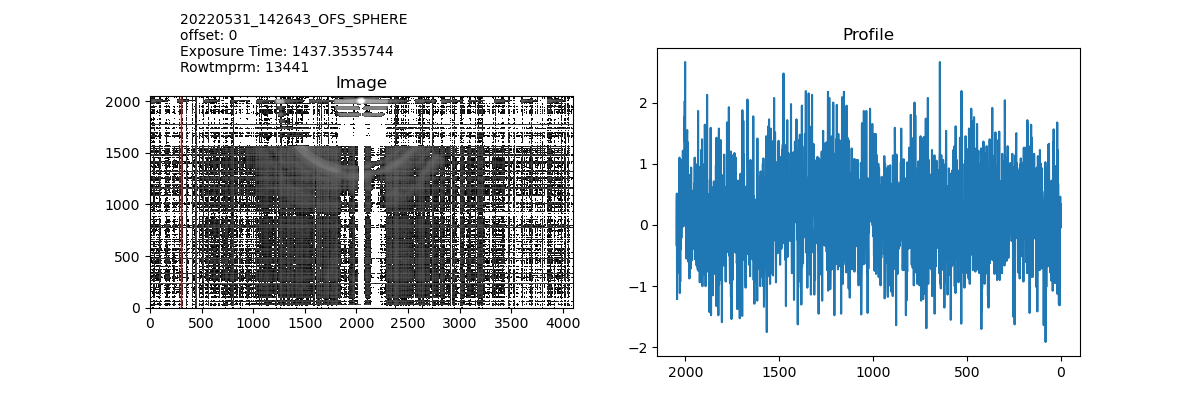 20220531_142643_OFS_SPHERE
offset: 0
Exposure Time: 1437.3535744
Rowtmprm: 13441
Image
2000
1500
1000
500
0
0 500 1000 1500 2000 2500 3000 3500 4000
Profile
2
1
0
−1
−2
2000 1500 1000 500 0